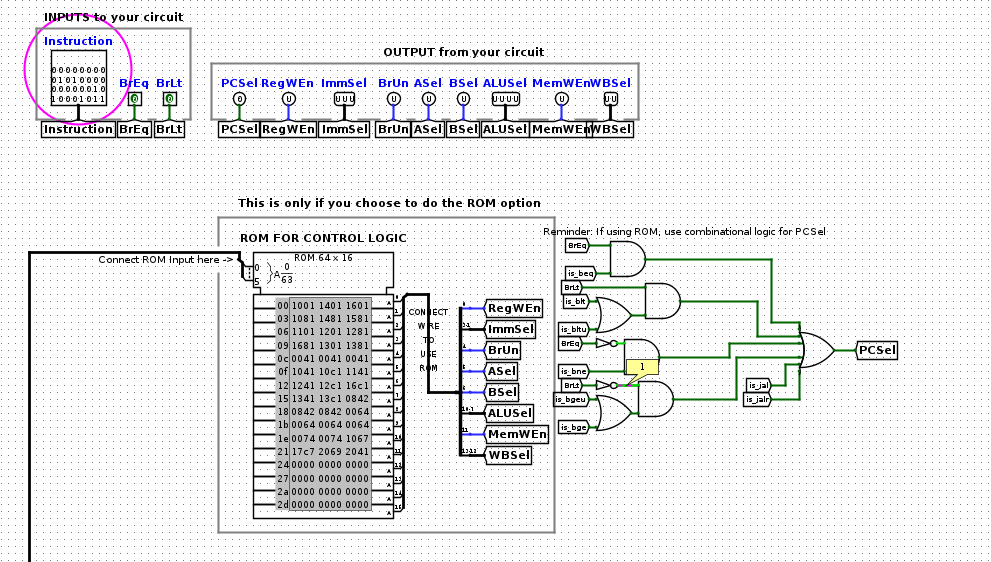 INPUTS to your circuit
Instruction
00000000
01010000
00000010
10001011
BrEq BrLt
0 0
Instruction BrEq BrLt
OUTPUT from your circuit
PCSel RegWEn ImmSel BrUn ASel BSel ALUSel MemWEn WBSel
0 U UUU U U U UUUU U UU
PCSel RegWEn ImmSel BrUn ASel BSel ALUSel MemWEn WBSel
This is only if you choose to do the ROM option
ROM FOR CONTROL LOGIC
Connect ROM Input here ->
ROM 64 x 16
0
5
A 0
63
00 1001 1401 1601
03 1081 1481 1581
06 1101 1201 1281
09 1681 1301 1381
0c 0041 0041 0041
0f 1041 10c1 1141
12 1241 12c1 16c1
15 1341 13c1 0842
18 0842 0842 0064
1b 0064 0064 0064
1e 0074 0074 1067
21 17c7 2069 2041
24 0000 0000 0000
27 0000 0000 0000
2a 0000 0000 0000
2d 0000 0000 0000
CONNECT
WIRE
TO
USE
ROM
RegWEn
ImmSel
BrUn
ASel
BSel
ALUSel
MemWEn
WBSel
Reminder: If using ROM, use combinational logic for PCSel
BrEq
is_beq
BrLt
is_blt
is_bltu
BrEq
is_bne
BrLt
is_bgeu
is_bge
1
is_jal
is_jalr
PCSel